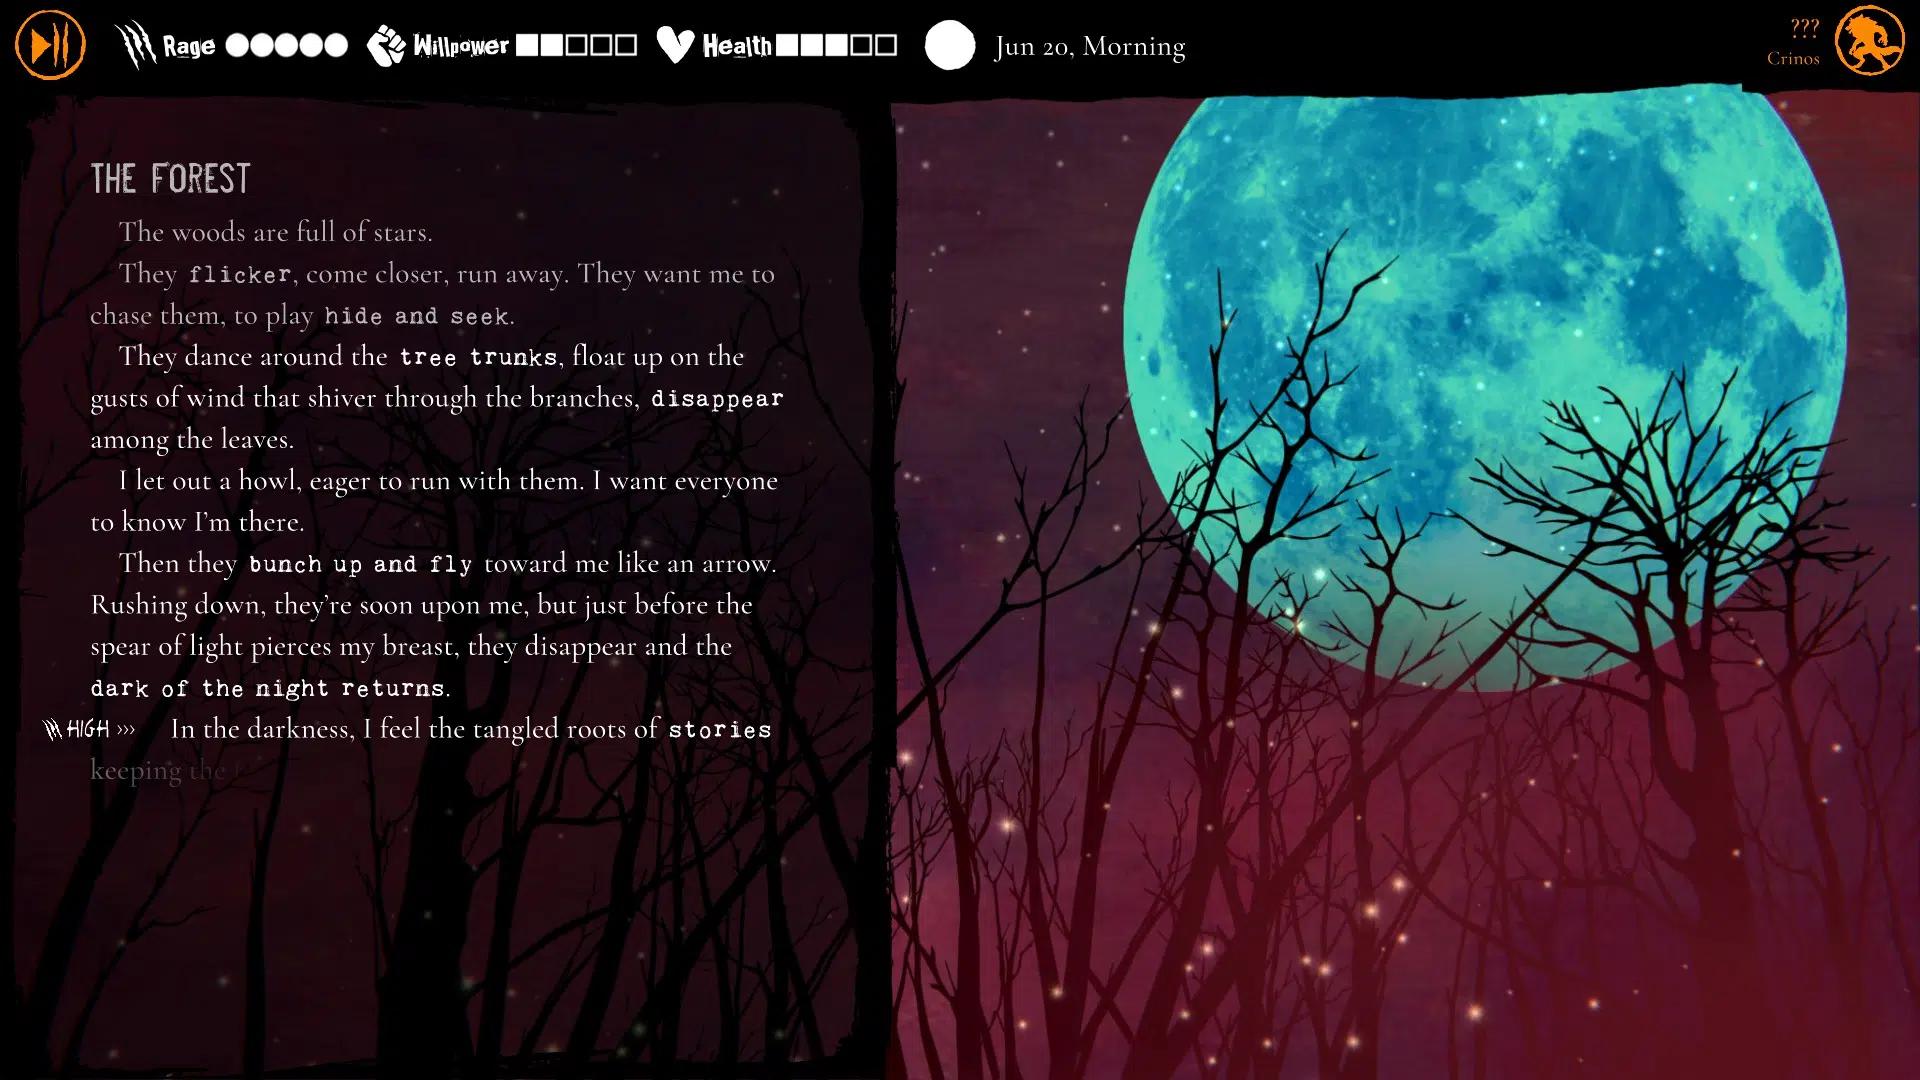 Rage
Willpower
Health
Jun 20, Morning
???
Crinos
THE FOREST
The woods are full of stars.
They flicker, come closer, run away. They want me to
chase them, to play hide and seek.
They dance around the tree trunks, float up on the
gusts of wind that shiver through the branches, disappear
among the leaves.
I let out a howl, eager to run with them. I want everyone
to know I’m there.
Then they bunch up and fly toward me like an arrow.
Rushing down, they’re soon upon me, but just before the
spear of light pierces my breast, they disappear and the
dark of the night returns.
HIGH ››› In the darkness, I feel the tangled roots of stories
keeping the